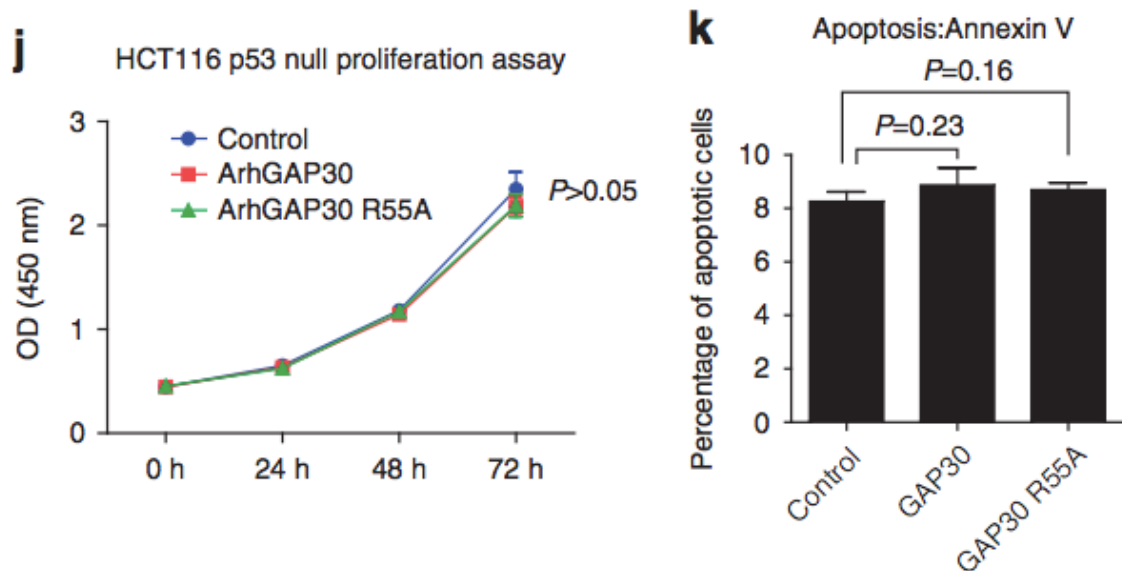 j
HCT116 p53 null proliferation assay
3
2
1
0
OD (450 nm)
Control
ArhGAP30
ArhGAP30 R55A
P>0.05
0 h 24 h 48 h 72 h
k
Apoptosis:Annexin V
P=0.16
P=0.23
10
8
6
4
2
0
Percentage of apoptotic cells
Control
GAP30
GAP30 R55A